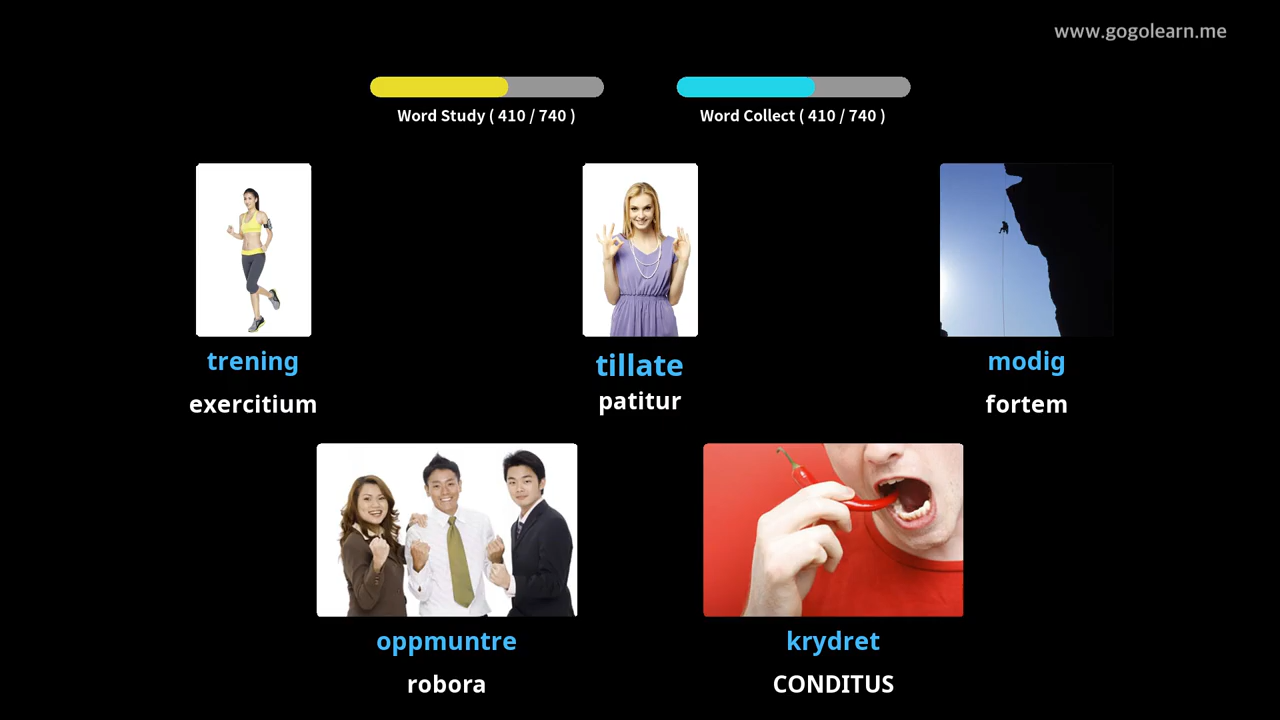 www.gogolearn.me
Word Study ( 410 / 740 )
Word Collect ( 410 / 740 )
trening
exercitium
tillate
patitur
modig
fortem
oppmuntre
robora
krydret
CONDITUS